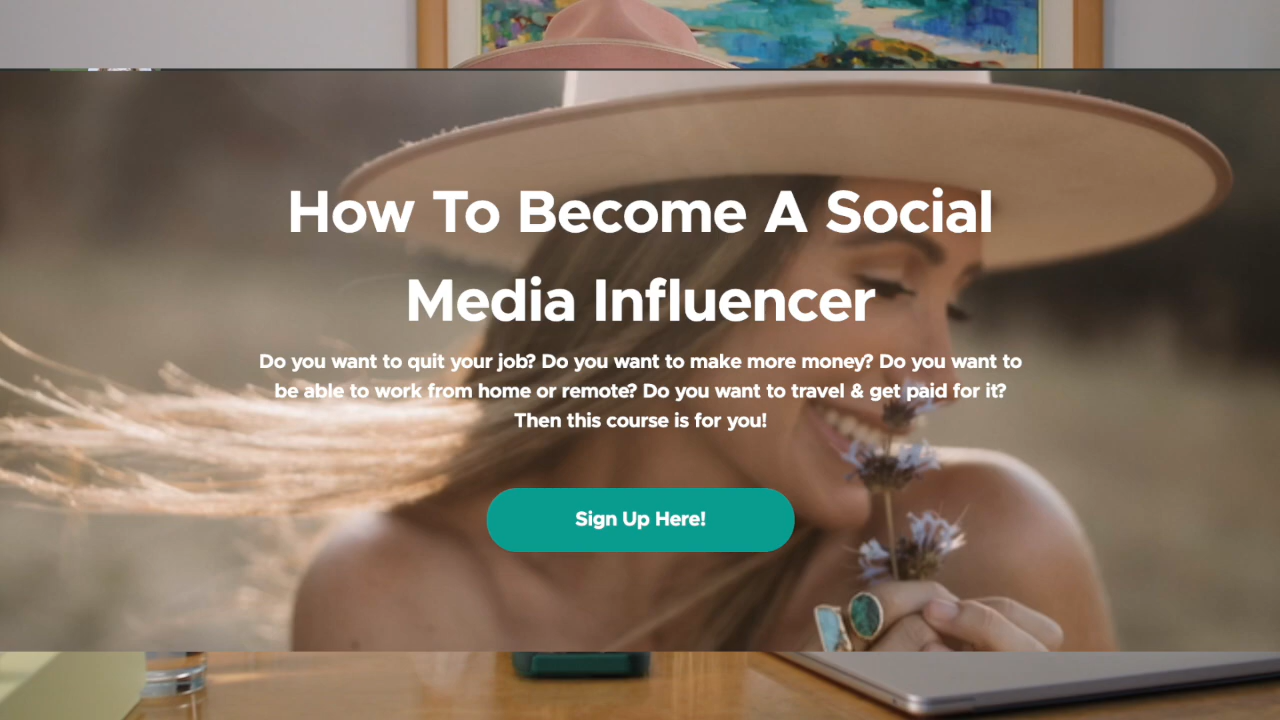 How To Become A Social
Media Influencer
Do you want to quit your job? Do you want to make more money? Do you want to
be able to work from home or remote? Do you want to travel & get paid for it?
Then this course is for you!
Sign Up Here!